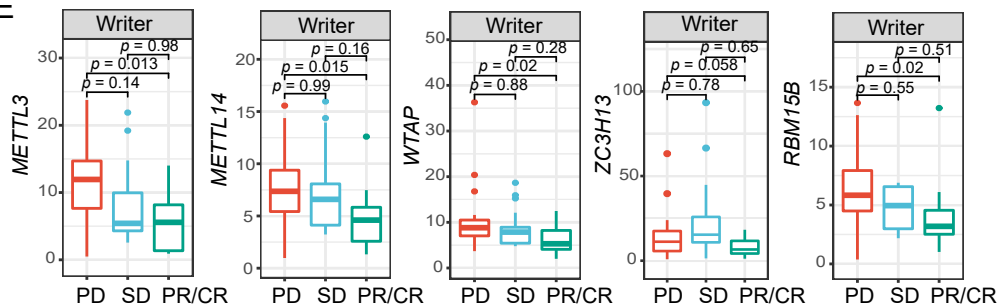 E
Writer
METTL3
30
20
10
0
p = 0.98
p = 0.013
p = 0.14
PD SD PR/CR
Writer
METTL14
20
15
10
5
0
p = 0.16
p = 0.015
p = 0.99
PD SD PR/CR
Writer
WTAP
50
40
30
20
10
0
p = 0.28
p = 0.02
p = 0.88
PD SD PR/CR
Writer
ZC3H13
100
50
0
p = 0.65
p = 0.058
p = 0.78
PD SD PR/CR
Writer
RBM15B
15
10
5
0
p = 0.51
p = 0.02
p = 0.55
PD SD PR/CR